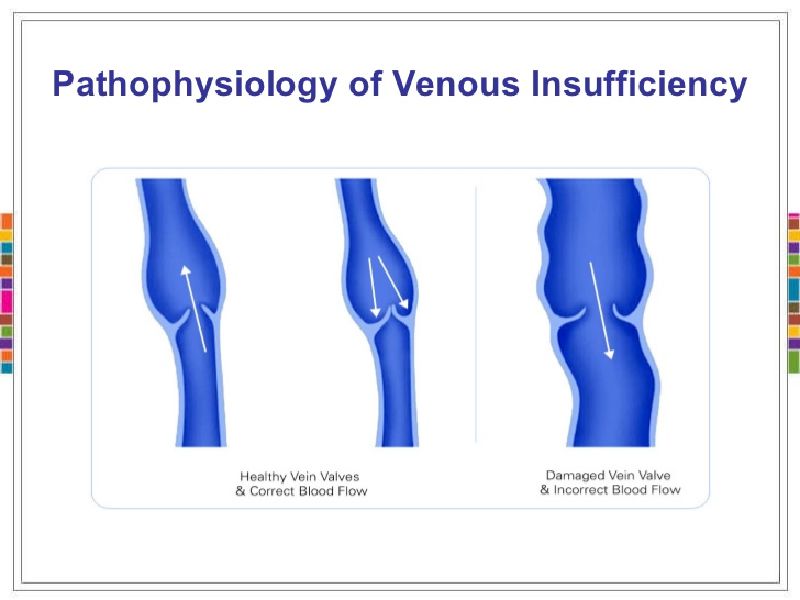 Pathophysiology of Venous Insufficiency
Healthy Vein Valves
& Correct Blood Flow
Damaged Vein Valve
& Incorrect Blood Flow